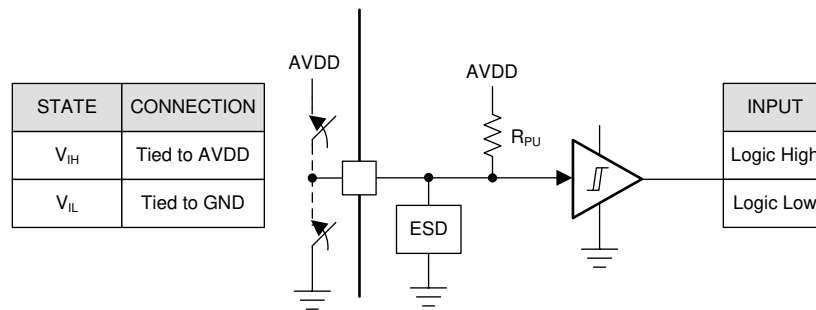 STATE CONNECTION
V_IH Tied to AVDD
V_IL Tied to GND
AVDD
AVDD
R_PU
ESD
INPUT
Logic High
Logic Low